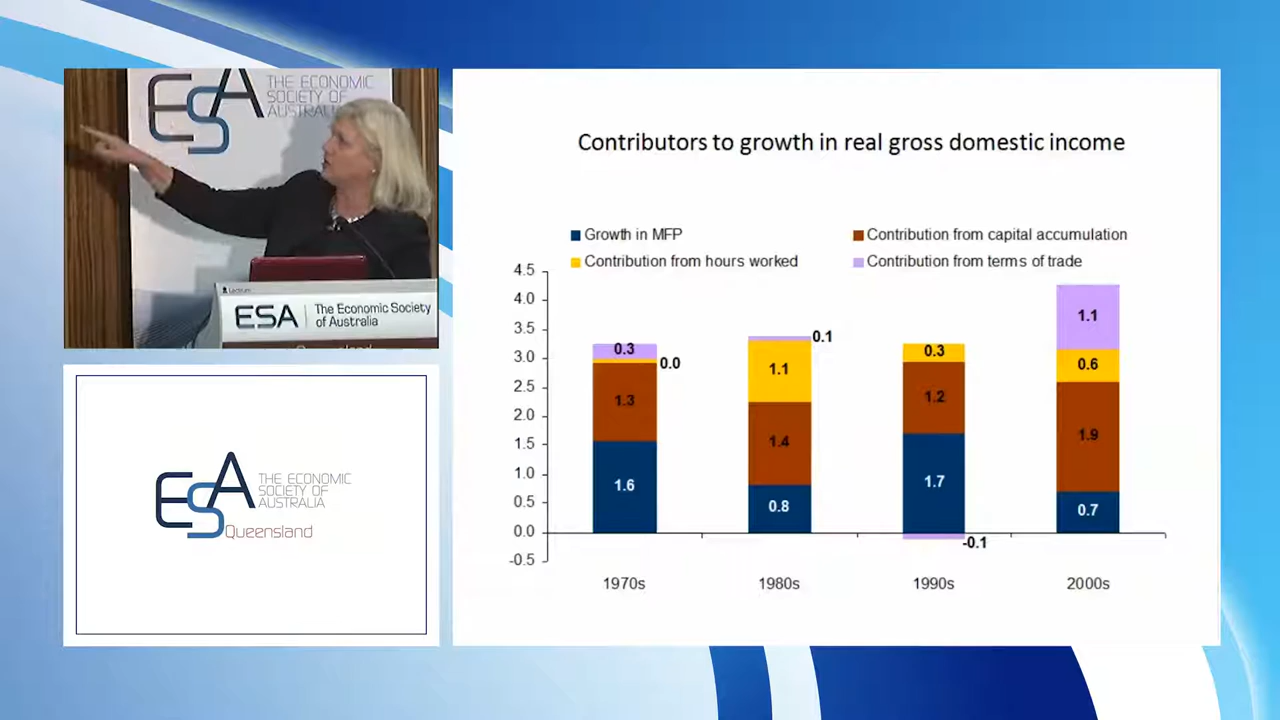 ESA
THE ECONOMIC
SOCIETY OF
AUSTRALIA
ESA
The Economic Society
of Australia
Queensland
ESA
THE ECONOMIC
SOCIETY OF
AUSTRALIA
Queensland
Contributors to growth in real gross domestic income
Growth in MFP
Contribution from capital accumulation
Contribution from hours worked
Contribution from terms of trade
4.5
4.0
3.5
3.0
2.5
2.0
1.5
1.0
0.5
0.0
-0.5
0.3
0.0
1.3
1.6
0.1
1.1
1.4
0.8
0.3
1.2
1.7
-0.1
1.1
0.6
1.9
0.7
1970s
1980s
1990s
2000s